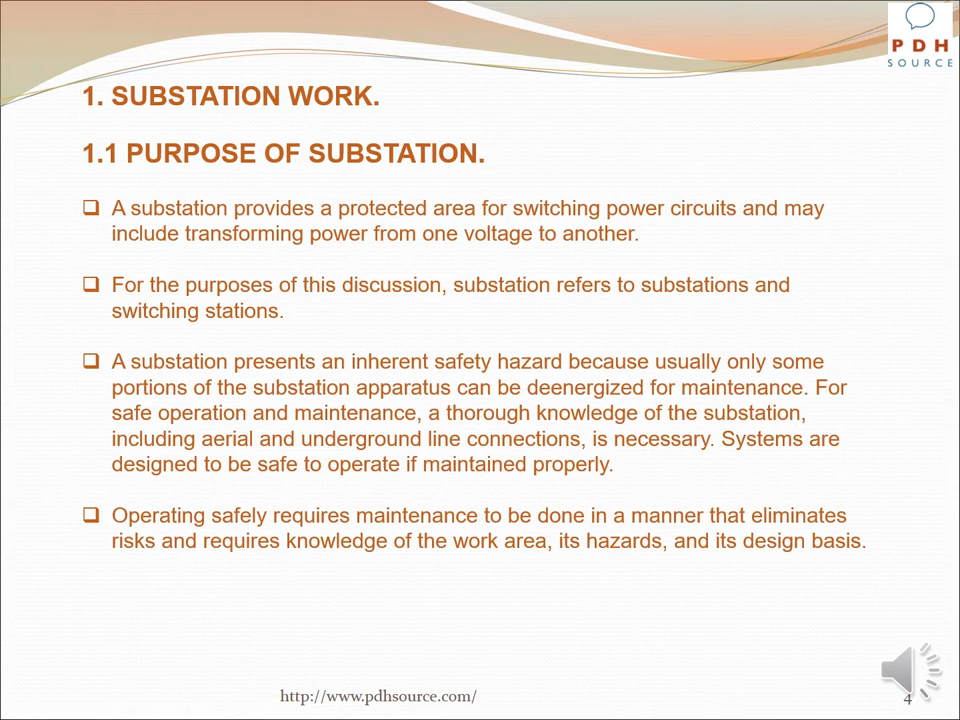 PDH
SOURCE
1. SUBSTATION WORK.
1.1 PURPOSE OF SUBSTATION.
A substation provides a protected area for switching power circuits and may
include transforming power from one voltage to another.
For the purposes of this discussion, substation refers to substations and
switching stations.
A substation presents an inherent safety hazard because usually only some
portions of the substation apparatus can be deenergized for maintenance. For
safe operation and maintenance, a thorough knowledge of the substation,
including aerial and underground line connections, is necessary. Systems are
designed to be safe to operate if maintained properly.
Operating safely requires maintenance to be done in a manner that eliminates
risks and requires knowledge of the work area, its hazards, and its design basis.
http://www.pdhsource.com/
4